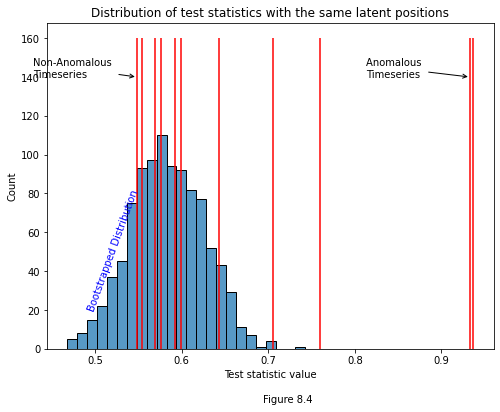 Distribution of test statistics with the same latent positions
160
140
120
100
80
60
40
20
0
Count
Non-Anomalous
Timeseries
Anomalous
Timeseries
Bootstrapped Distribution
0.5 0.6 0.7 0.8 0.9
Test statistic value
Figure 8.4